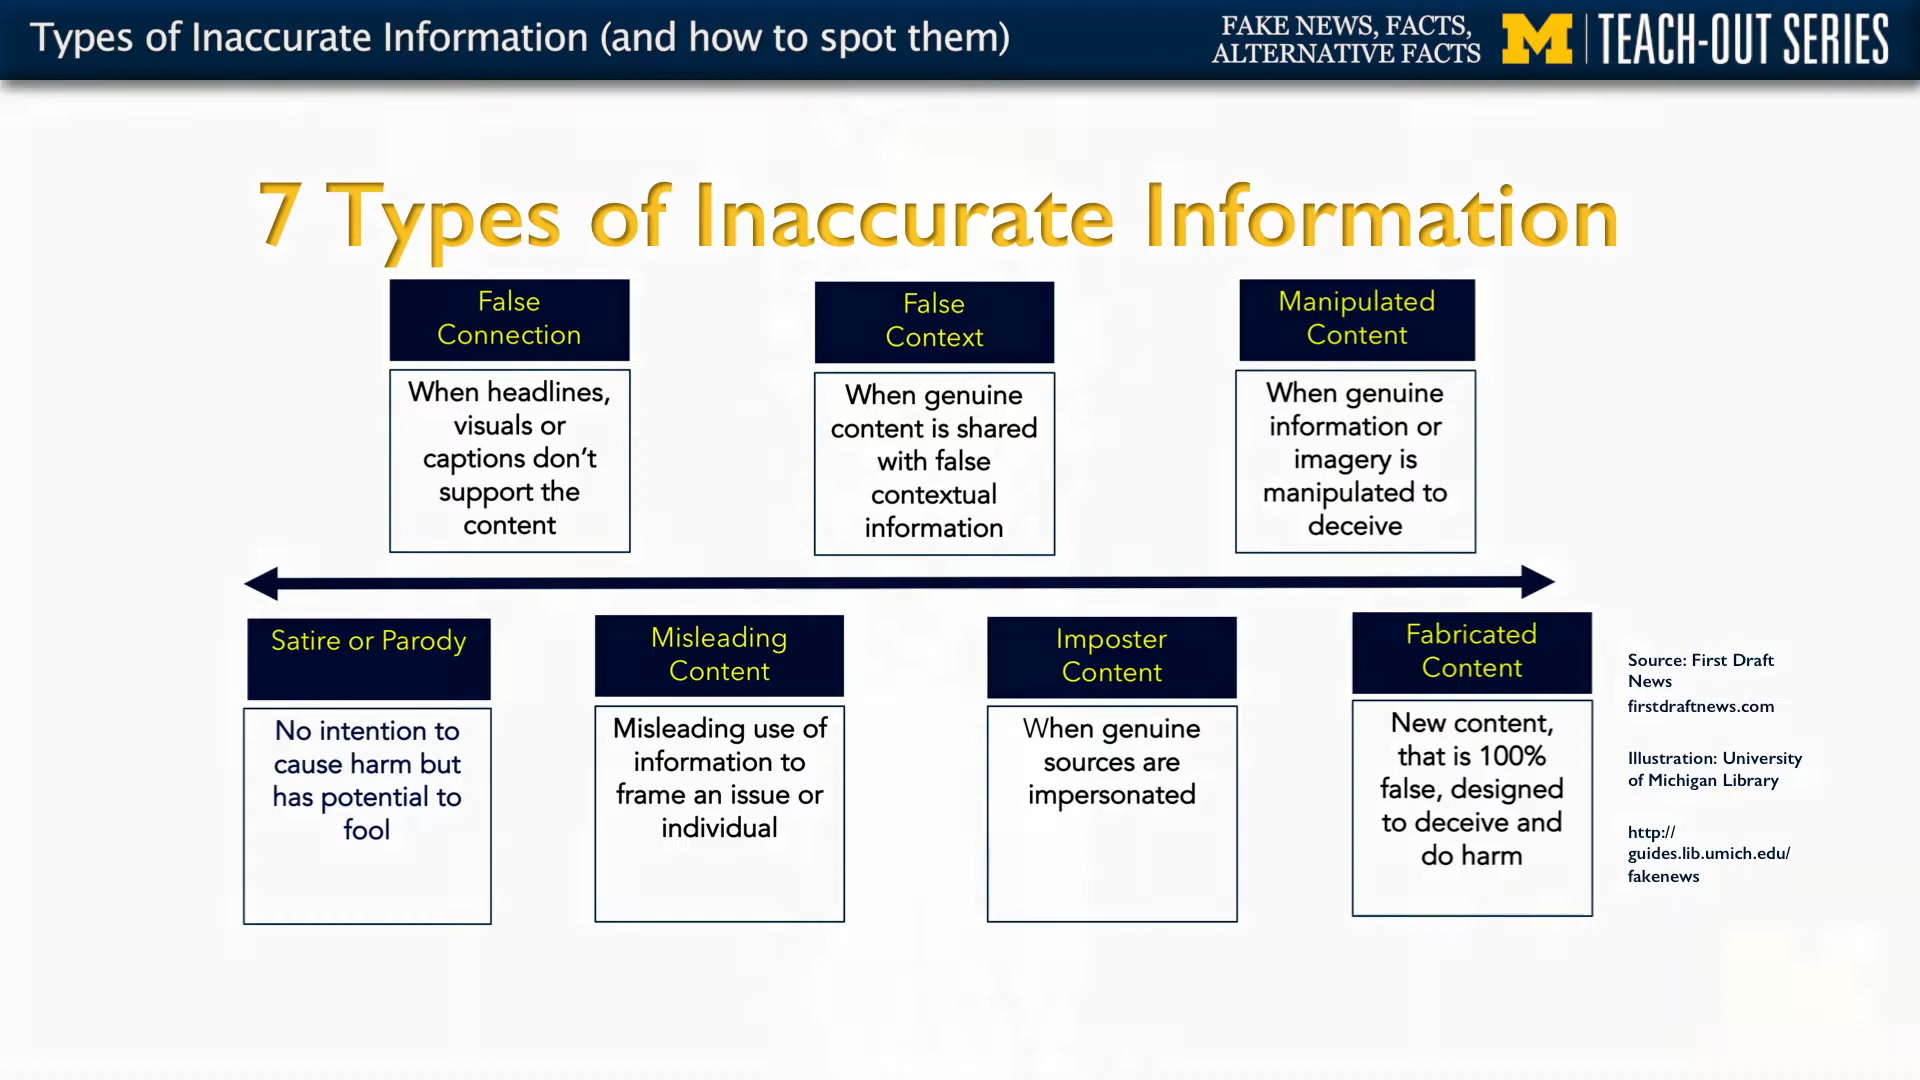 Types of Inaccurate Information (and how to spot them)
FAKE NEWS, FACTS,
ALTERNATIVE FACTS
M
TEACH-OUT SERIES
7 Types of Inaccurate Information
False
Connection
When headlines,
visuals or
captions don’t
support the
content
False
Context
When genuine
content is shared
with false
contextual
information
Manipulated
Content
When genuine
information or
imagery is
manipulated to
deceive
Satire or Parody
No intention to
cause harm but
has potential to
fool
Misleading
Content
Misleading use of
information to
frame an issue or
individual
Imposter
Content
When genuine
sources are
impersonated
Fabricated
Content
New content,
that is 100%
false, designed
to deceive and
do harm
Source: First Draft
News
firstdraftnews.com
Illustration: University
of Michigan Library
http://
guides.lib.umich.edu/
fakenews